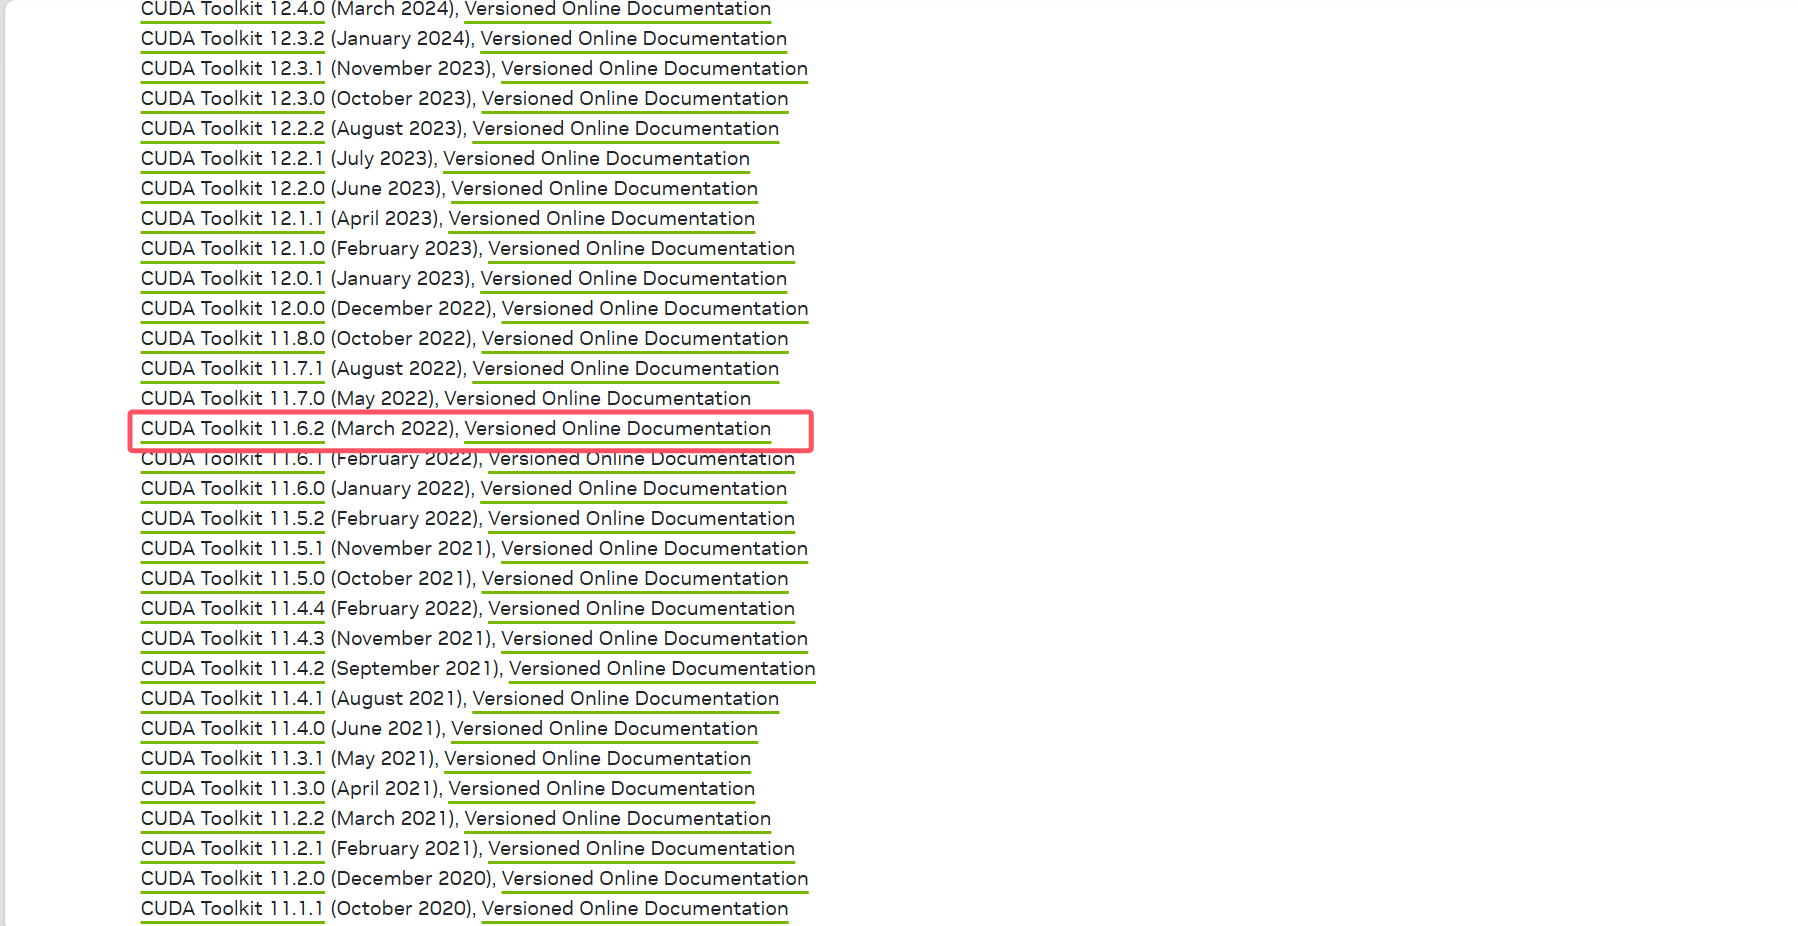 CUDA Toolkit 12.4.0 (March 2024), Versioned Online Documentation
CUDA Toolkit 12.3.2 (January 2024), Versioned Online Documentation
CUDA Toolkit 12.3.1 (November 2023), Versioned Online Documentation
CUDA Toolkit 12.3.0 (October 2023), Versioned Online Documentation
CUDA Toolkit 12.2.2 (August 2023), Versioned Online Documentation
CUDA Toolkit 12.2.1 (July 2023), Versioned Online Documentation
CUDA Toolkit 12.2.0 (June 2023), Versioned Online Documentation
CUDA Toolkit 12.1.1 (April 2023), Versioned Online Documentation
CUDA Toolkit 12.1.0 (February 2023), Versioned Online Documentation
CUDA Toolkit 12.0.1 (January 2023), Versioned Online Documentation
CUDA Toolkit 12.0.0 (December 2022), Versioned Online Documentation
CUDA Toolkit 11.8.0 (October 2022), Versioned Online Documentation
CUDA Toolkit 11.7.1 (August 2022), Versioned Online Documentation
CUDA Toolkit 11.7.0 (May 2022), Versioned Online Documentation
CUDA Toolkit 11.6.2 (March 2022), Versioned Online Documentation
CUDA Toolkit 11.6.1 (February 2022), Versioned Online Documentation
CUDA Toolkit 11.6.0 (January 2022), Versioned Online Documentation
CUDA Toolkit 11.5.2 (February 2022), Versioned Online Documentation
CUDA Toolkit 11.5.1 (November 2021), Versioned Online Documentation
CUDA Toolkit 11.5.0 (October 2021), Versioned Online Documentation
CUDA Toolkit 11.4.4 (February 2022), Versioned Online Documentation
CUDA Toolkit 11.4.3 (November 2021), Versioned Online Documentation
CUDA Toolkit 11.4.2 (September 2021), Versioned Online Documentation
CUDA Toolkit 11.4.1 (August 2021), Versioned Online Documentation
CUDA Toolkit 11.4.0 (June 2021), Versioned Online Documentation
CUDA Toolkit 11.3.1 (May 2021), Versioned Online Documentation
CUDA Toolkit 11.3.0 (April 2021), Versioned Online Documentation
CUDA Toolkit 11.2.2 (March 2021), Versioned Online Documentation
CUDA Toolkit 11.2.1 (February 2021), Versioned Online Documentation
CUDA Toolkit 11.2.0 (December 2020), Versioned Online Documentation
CUDA Toolkit 11.1.1 (October 2020), Versioned Online Documentation